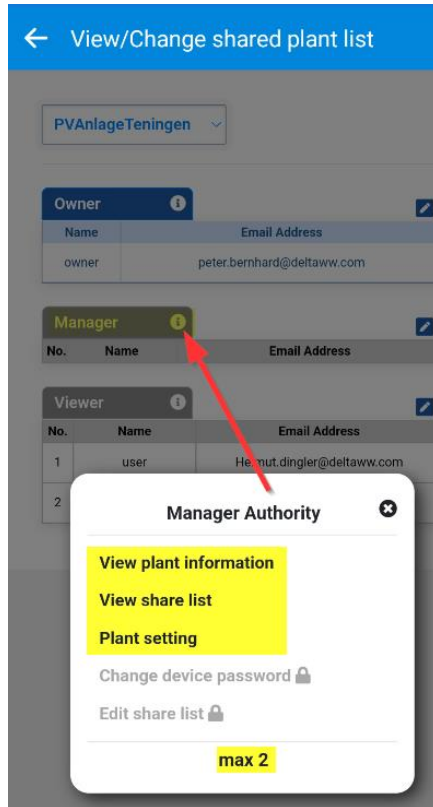 View/Change shared plant list
PVAnlageTeningen
Owner
Name Email Address
owner peter.bernhard@deltaww.com
Manager
No. Name Email Address
Viewer
No. Name Email Address
1 user Helmut.dingler@deltaww.com
2
Manager Authority
View plant information
View share list
Plant setting
Change device password
Edit share list
max 2